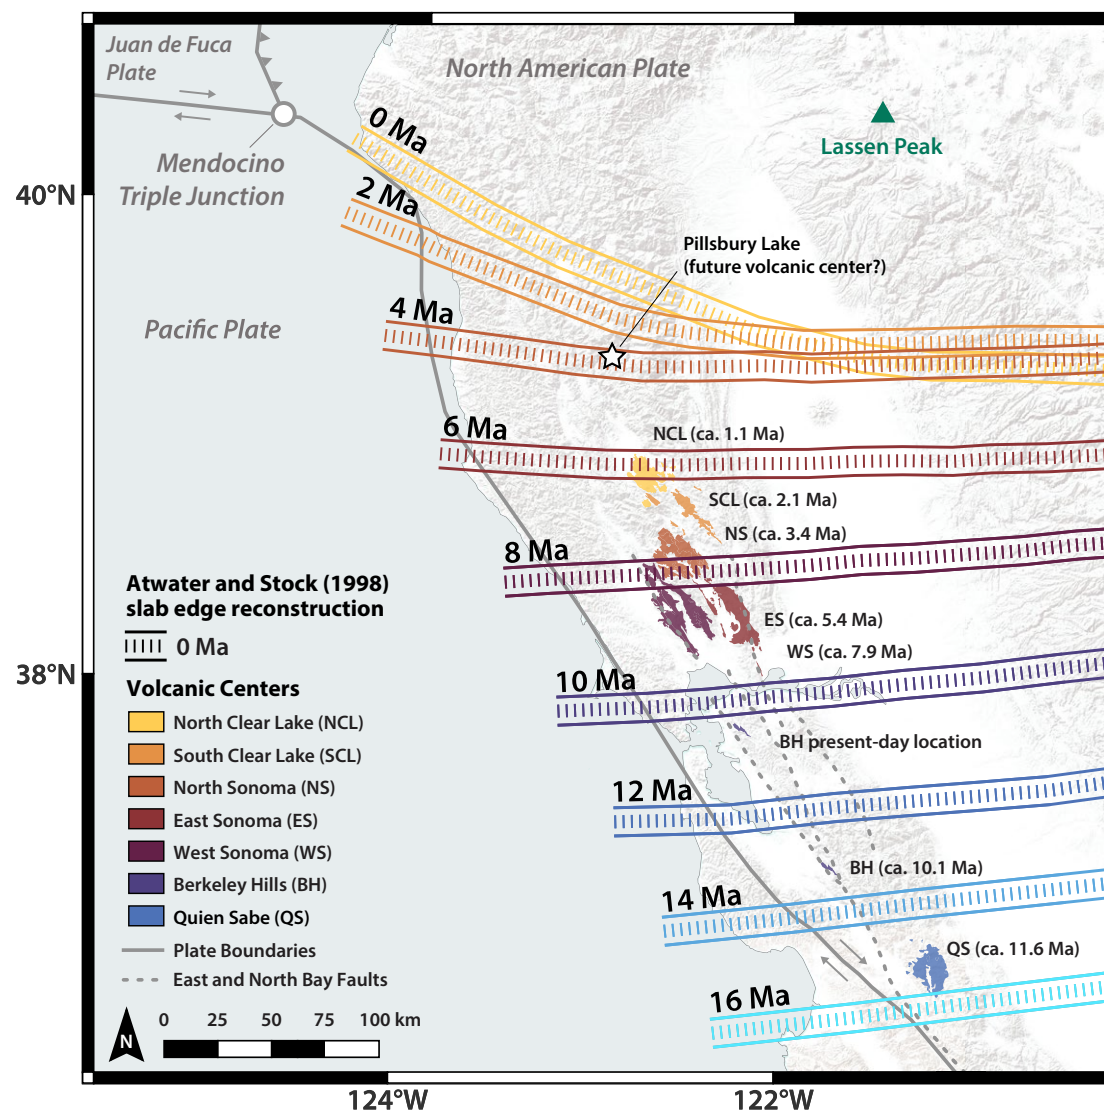 Juan de Fuca
Plate
North American Plate
Lassen Peak
Mendocino
Triple Junction
0 Ma
40°N
2 Ma
Pillsbury Lake
(future volcanic center?)
Pacific Plate
4 Ma
6 Ma
NCL (ca. 1.1 Ma)
SCL (ca. 2.1 Ma)
NS (ca. 3.4 Ma)
8 Ma
Atwater and Stock (1998)
slab edge reconstruction
0 Ma
ES (ca. 5.4 Ma)
WS (ca. 7.9 Ma)
38°N
10 Ma
Volcanic Centers
North Clear Lake (NCL)
South Clear Lake (SCL)
North Sonoma (NS)
East Sonoma (ES)
West Sonoma (WS)
Berkeley Hills (BH)
Quien Sabe (QS)
Plate Boundaries
East and North Bay Faults
BH present-day location
12 Ma
BH (ca. 10.1 Ma)
14 Ma
QS (ca. 11.6 Ma)
16 Ma
N
0 25 50 75 100 km
124°W
122°W